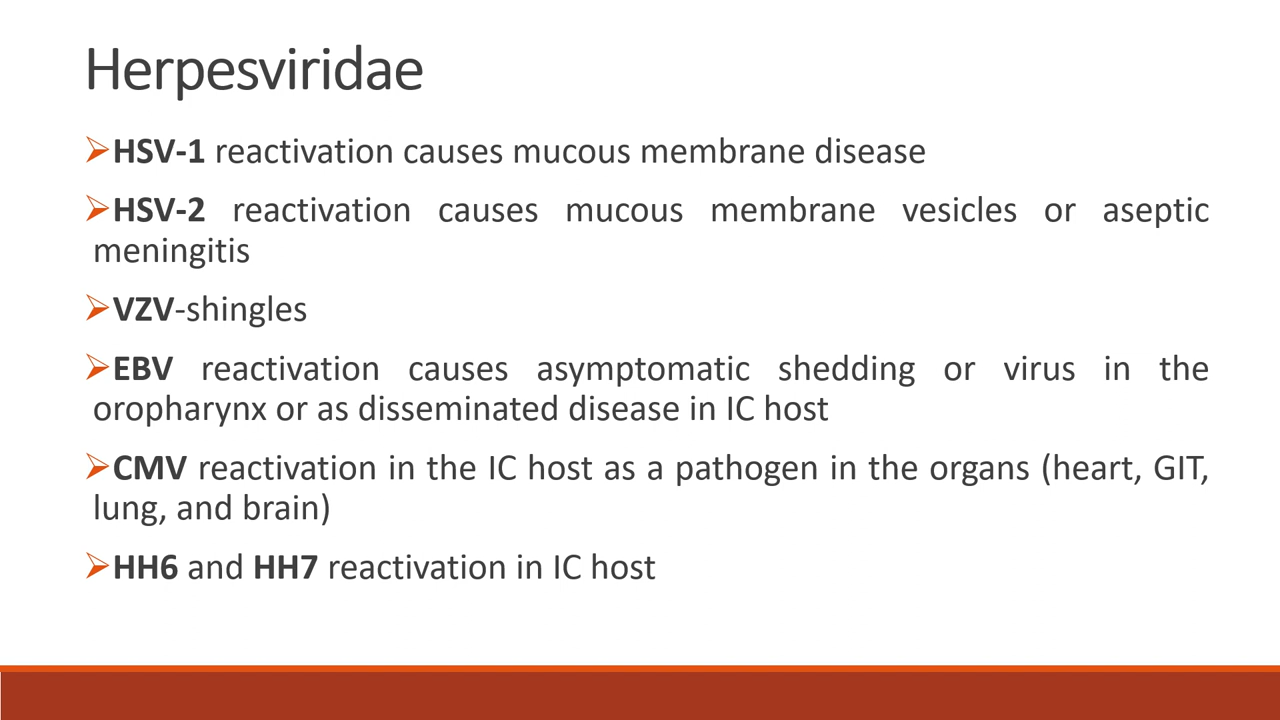 Herpesviridae
HSV-1 reactivation causes mucous membrane disease
HSV-2 reactivation causes mucous membrane vesicles or aseptic
meningitis
VZV-shingles
EBV reactivation causes asymptomatic shedding or virus in the
oropharynx or as disseminated disease in IC host
CMV reactivation in the IC host as a pathogen in the organs (heart, GIT,
lung, and brain)
HH6 and HH7 reactivation in IC host